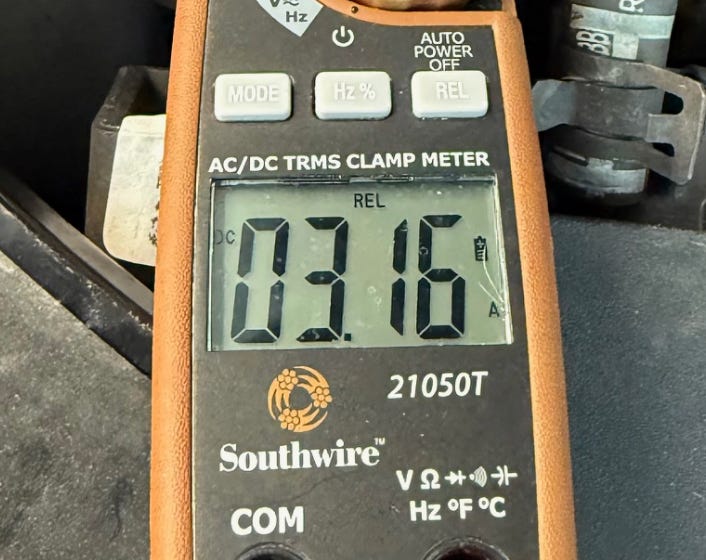 V≂
Hz
AUTO
POWER
OFF
MODE
Hz %
REL
AC/DC TRMS CLAMP METER
REL
DC
03.16
A
21050T
Southwire™
V Ω
COM
Hz °F °C